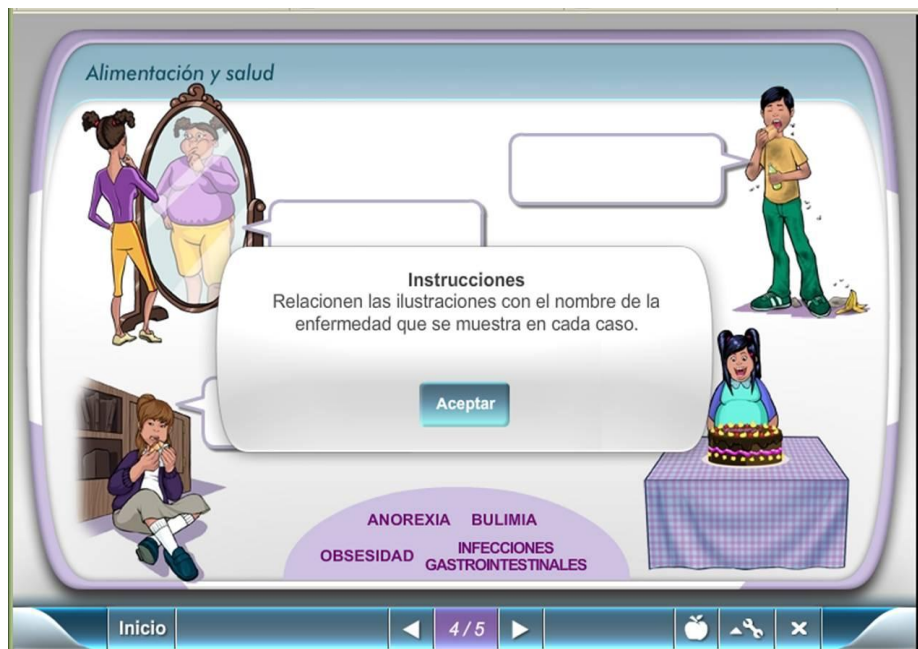 Alimentación y salud
Instrucciones
Relacionen las ilustraciones con el nombre de la
enfermedad que se muestra en cada caso.
Aceptar
ANOREXIA BULIMIA
OBSESIDAD INFECCIONES
GASTROINTESTINALES
Inicio
4/5